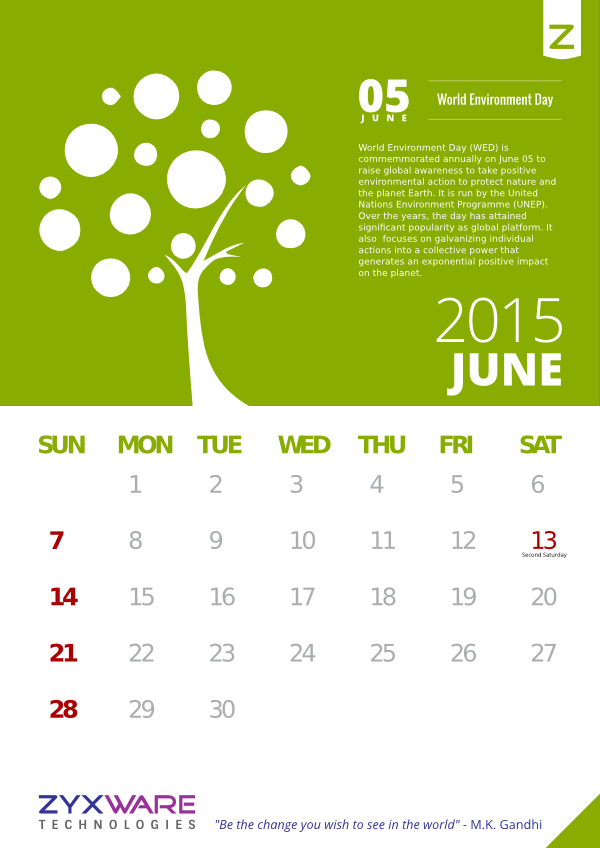 Z
05
JUNE
World Environment Day
World Environment Day (WED) is
commemmorated annually on June 05 to
raise global awareness to take positive
environmental action to protect nature and
the planet Earth. It is run by the United
Nations Environment Programme (UNEP).
Over the years, the day has attained
significant popularity as global platform. It
also  focuses on galvanizing individual
actions into a collective power that
generates an exponential positive impact
on the planet.
2015
JUNE
SUN MON TUE WED THU FRI SAT
1 2 3 4 5 6
7 8 9 10 11 12 13
Second Saturday
14 15 16 17 18 19 20
21 22 23 24 25 26 27
28 29 30
ZYXWARE
TECHNOLOGIES
"Be the change you wish to see in the world" - M.K. Gandhi